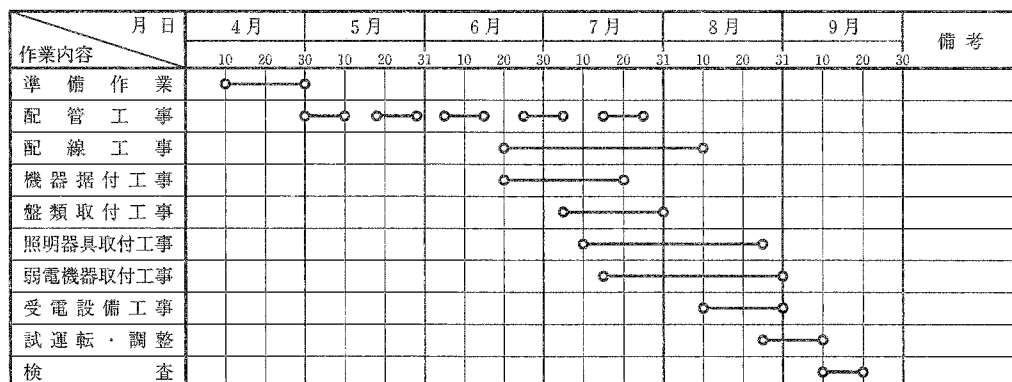 月日
作業内容
4月 5月 6月 7月 8月 9月 備考
10 20 30 10 20 31 10 20 30 10 20 31 10 20 31 10 20 30
準備作業
配管工事
配線工事
機器据付工事
盤類取付工事
照明器具取付工事
弱電機器取付工事
受電設備工事
試運転・調整
検査